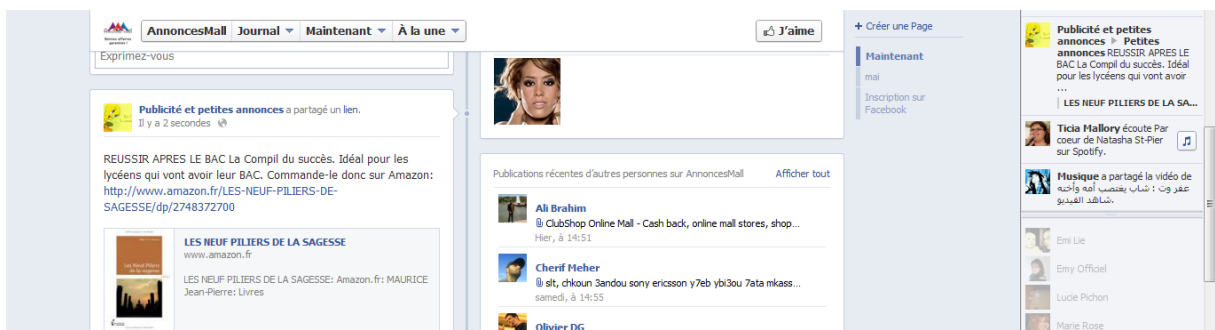 AnnoncesMall Journal Maintenant À la une
J'aime
Exprimez-vous
Publicité et petites annonces a partagé un lien.
Il y a 2 secondes
REUSSIR APRES LE BAC La Compil du succès. Idéal pour les
lycéens qui vont avoir leur BAC. Commande-le donc sur Amazon:
http://www.amazon.fr/LES-NEUF-PILIERS-DE-
SAGESSE/dp/2748372700
Les Neuf Piliers
de la sagesse
LES NEUF PILIERS DE LA SAGESSE
www.amazon.fr
LES NEUF PILIERS DE LA SAGESSE: Amazon.fr: MAURICE
Jean-Pierre: Livres
Publications récentes d'autres personnes sur AnnoncesMall Afficher tout
Ali Brahim
ClubShop Online Mall - Cash back, online mall stores, shop...
Hier, à 14:51
Cherif Meher
slt, chkoun 3andou sony ericsson y7eb ybi3ou 7ata mkass...
samedi, à 14:55
Olivier DG
+ Créer une Page
Maintenant
mai
Inscription sur
Facebook
Publicité et petites
annonces ▶ Petites
annonces REUSSIR APRES LE
BAC La Compil du succès. Idéal
pour les lycéens qui vont avoir
...
LES NEUF PILIERS DE LA SA...
Ticia Mallory écoute Par
coeur de Natasha St-Pier
sur Spotify.
Musique a partagé la vidéo de
عفر وت : شاب يغتصب أمه وأخته
شاهد الفيديو.
Emi Lie
Emy Officiel
Lucie Pichon
Marie Rose